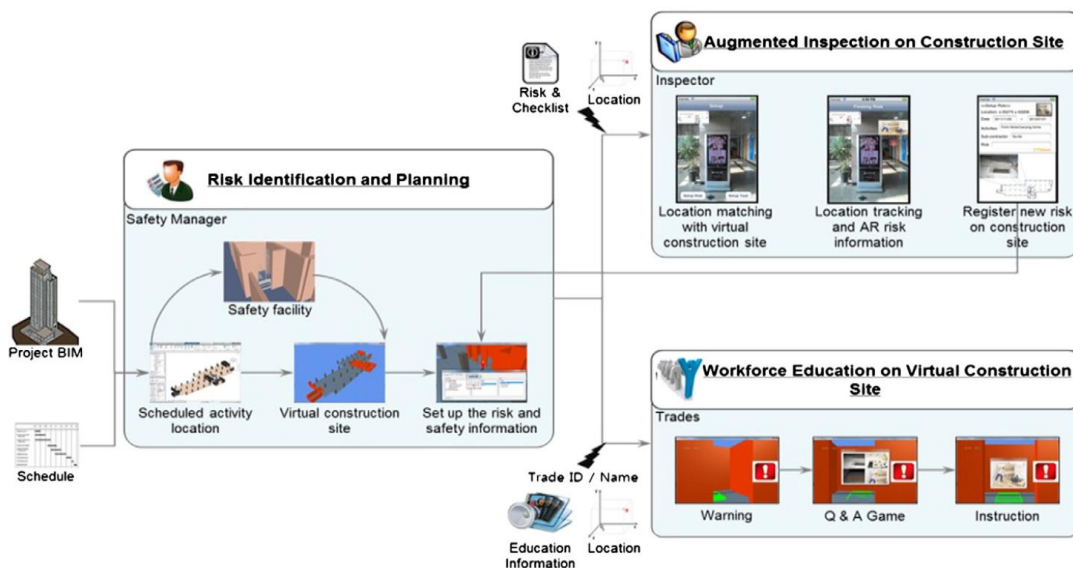 Augmented Inspection on Construction Site
Inspector
Risk &
Checklist
Location
Location matching
with virtual
construction site
Location tracking
and AR risk
information
Register new risk
on construction
site
Risk Identification and Planning
Safety Manager
Safety facility
Project BIM
Scheduled activity
location
Virtual construction
site
Set up the risk and
safety information
Schedule
Workforce Education on Virtual Construction
Site
Trades
Trade ID / Name
Education
Information
Location
Warning
Q & A Game
Instruction